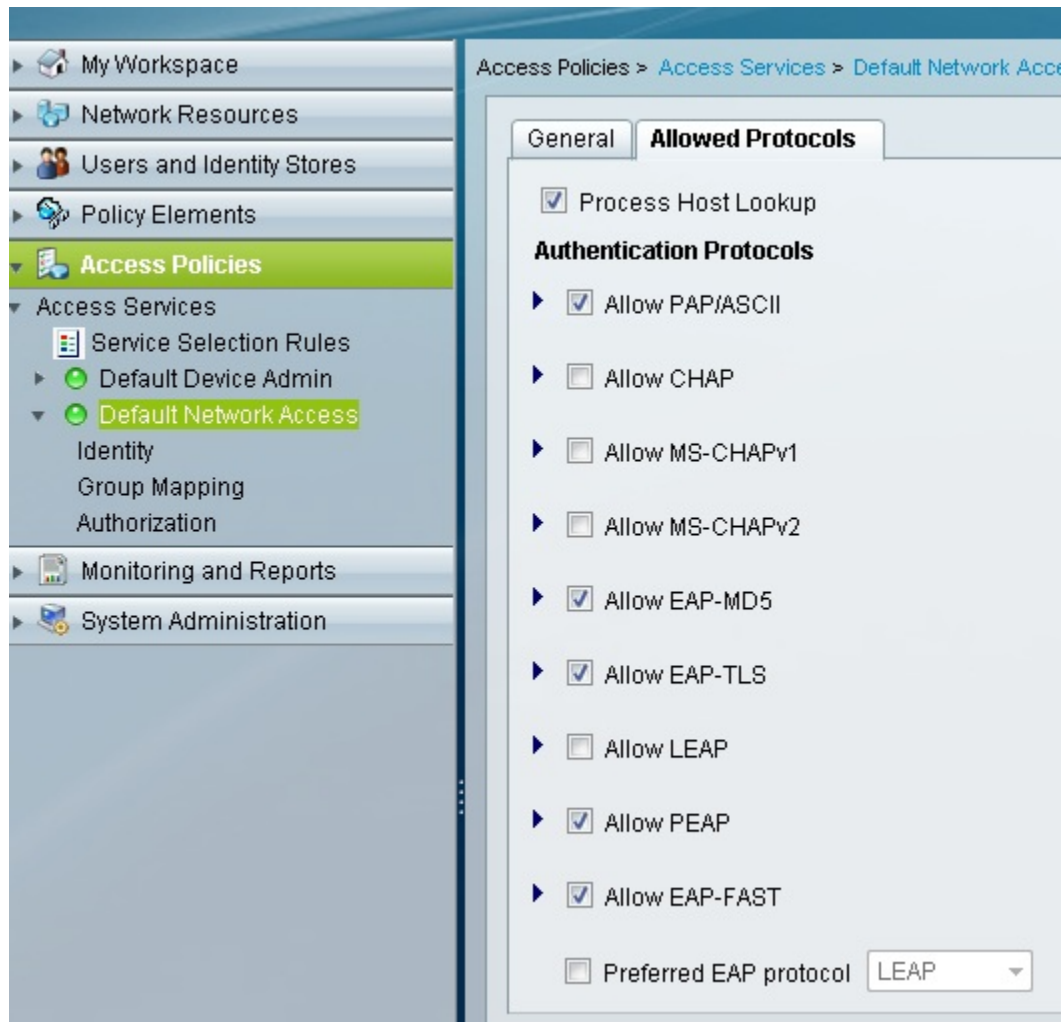 My Workspace
Network Resources
Users and Identity Stores
Policy Elements
Access Policies
Access Services
Service Selection Rules
Default Device Admin
Default Network Access
Identity
Group Mapping
Authorization
Monitoring and Reports
System Administration
Access Policies > Access Services > Default Network Acce
General Allowed Protocols
Process Host Lookup
Authentication Protocols
Allow PAP/ASCII
Allow CHAP
Allow MS-CHAPv1
Allow MS-CHAPv2
Allow EAP-MD5
Allow EAP-TLS
Allow LEAP
Allow PEAP
Allow EAP-FAST
Preferred EAP protocol LEAP